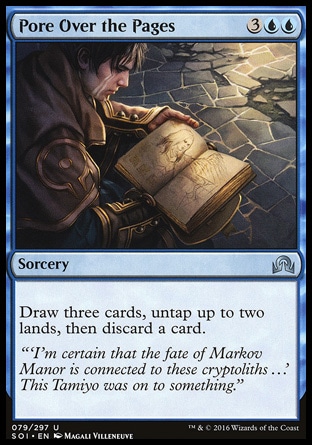 Pore Over the Pages 3
Sorcery
Draw three cards, untap up to two
lands, then discard a card.
“‘I’m certain that the fate of Markov
Manor is connected to these cryptoliths . . .’
This Tamiyo was on to something.”
079/297 U
SOI • EN Magali Villeneuve
™ & © 2016 Wizards of the Coast